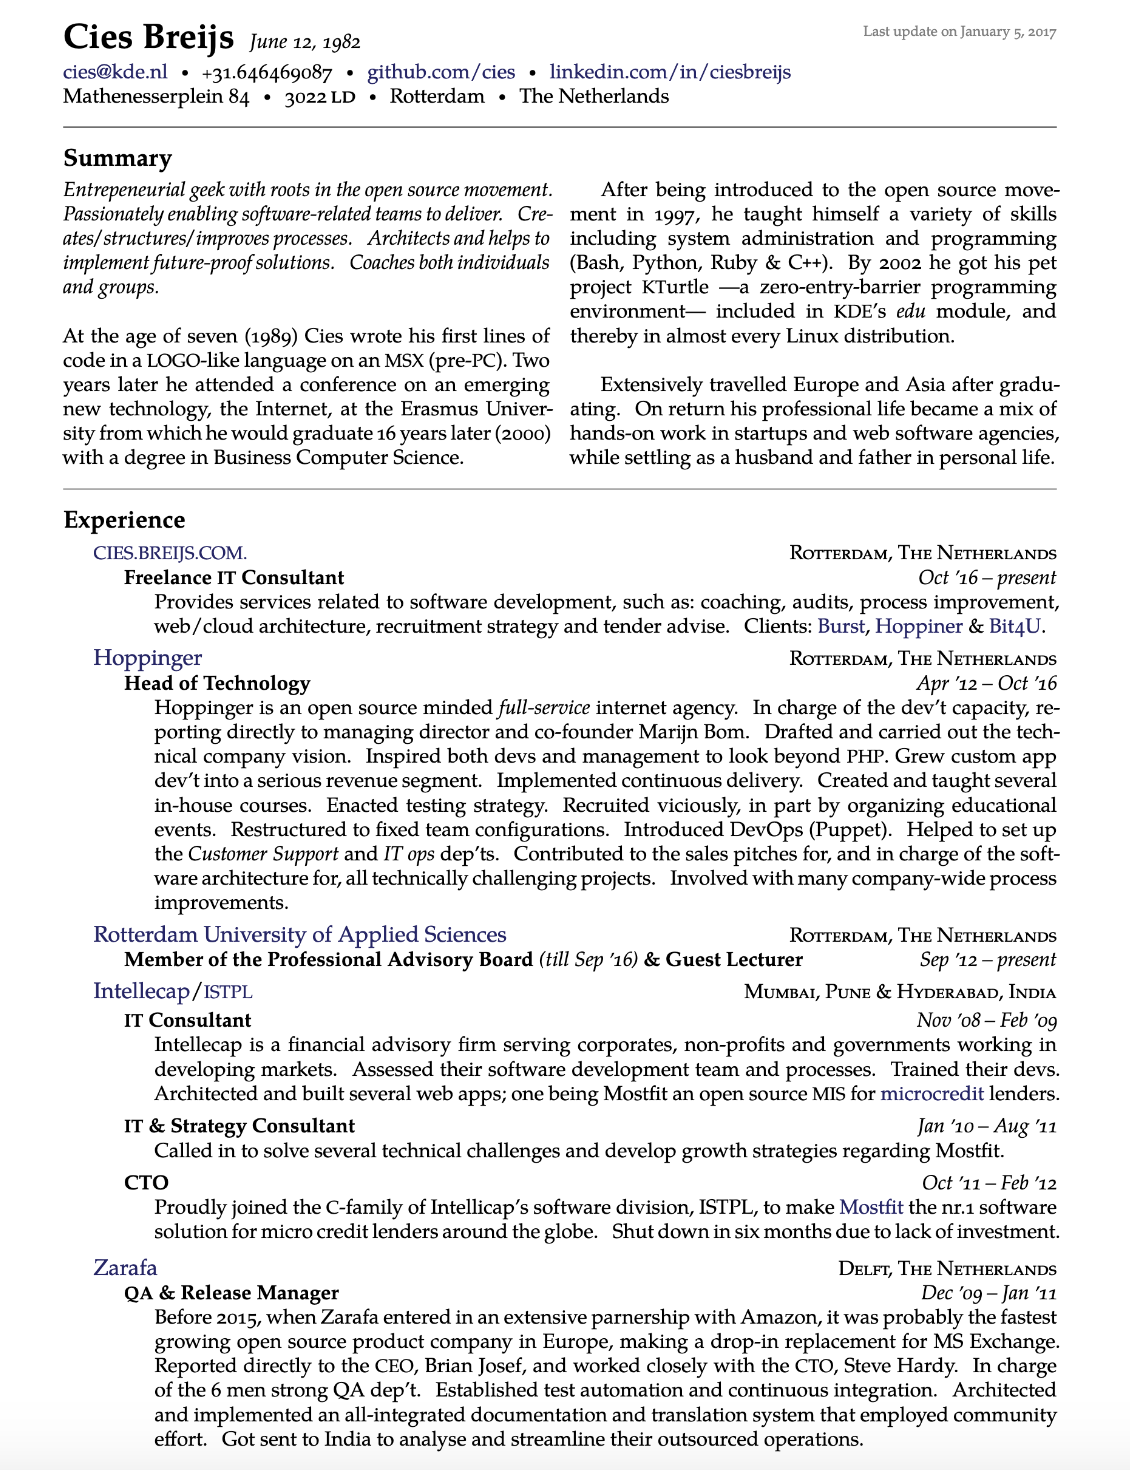 Cies Breijs June 12, 1982
Last update on January 5, 2017
cies@kde.nl • +31.646469087 • github.com/cies • linkedin.com/in/ciesbreijs
Mathenesserplein 84 • 3022 LD • Rotterdam • The Netherlands
Summary
Entrepeneurial geek with roots in the open source movement.
Passionately enabling software-related teams to deliver. Cre-
ates/structures/improves processes. Architects and helps to
implement future-proof solutions. Coaches both individuals
and groups.
At the age of seven (1989) Cies wrote his first lines of
code in a LOGO-like language on an MSX (pre-PC). Two
years later he attended a conference on an emerging
new technology, the Internet, at the Erasmus Univer-
sity from which he would graduate 16 years later (2000)
with a degree in Business Computer Science.
After being introduced to the open source move-
ment in 1997, he taught himself a variety of skills
including system administration and programming
(Bash, Python, Ruby & C++). By 2002 he got his pet
project KTurtle —a zero-entry-barrier programming
environment— included in KDE's edu module, and
thereby in almost every Linux distribution.
Extensively travelled Europe and Asia after gradu-
ating. On return his professional life became a mix of
hands-on work in startups and web software agencies,
while settling as a husband and father in personal life.
Experience
CIES.BREIJS.COM. ROTTERDAM, THE NETHERLANDS
Freelance IT Consultant Oct '16 – present
Provides services related to software development, such as: coaching, audits, process improvement,
web/cloud architecture, recruitment strategy and tender advise. Clients: Burst, Hoppiner & Bit4U.
Hoppinger ROTTERDAM, THE NETHERLANDS
Head of Technology Apr '12 – Oct '16
Hoppinger is an open source minded full-service internet agency. In charge of the dev't capacity, re-
porting directly to managing director and co-founder Marijn Bom. Drafted and carried out the tech-
nical company vision. Inspired both devs and management to look beyond PHP. Grew custom app
dev't into a serious revenue segment. Implemented continuous delivery. Created and taught several
in-house courses. Enacted testing strategy. Recruited viciously, in part by organizing educational
events. Restructured to fixed team configurations. Introduced DevOps (Puppet). Helped to set up
the Customer Support and IT ops dep'ts. Contributed to the sales pitches for, and in charge of the soft-
ware architecture for, all technically challenging projects. Involved with many company-wide process
improvements.
Rotterdam University of Applied Sciences ROTTERDAM, THE NETHERLANDS
Member of the Professional Advisory Board (till Sep '16) & Guest Lecturer Sep '12 – present
Intellecap/ISTPL MUMBAI, PUNE & HYDERABAD, INDIA
IT Consultant Nov '08 – Feb '09
Intellecap is a financial advisory firm serving corporates, non-profits and governments working in
developing markets. Assessed their software development team and processes. Trained their devs.
Architected and built several web apps; one being Mostfit an open source MIS for microcredit lenders.
IT & Strategy Consultant Jan '10 – Aug '11
Called in to solve several technical challenges and develop growth strategies regarding Mostfit.
CTO Oct '11 – Feb '12
Proudly joined the C-family of Intellicap's software division, ISTPL, to make Mostfit the nr.1 software
solution for micro credit lenders around the globe. Shut down in six months due to lack of investment.
Zarafa DELFT, THE NETHERLANDS
QA & Release Manager Dec '09 – Jan '11
Before 2015, when Zarafa entered in an extensive parnership with Amazon, it was probably the fastest
growing open source product company in Europe, making a drop-in replacement for MS Exchange.
Reported directly to the CEO, Brian Josef, and worked closely with the CTO, Steve Hardy. In charge
of the 6 men strong QA dep't. Established test automation and continuous integration. Architected
and implemented an all-integrated documentation and translation system that employed community
effort. Got sent to India to analyse and streamline their outsourced operations.